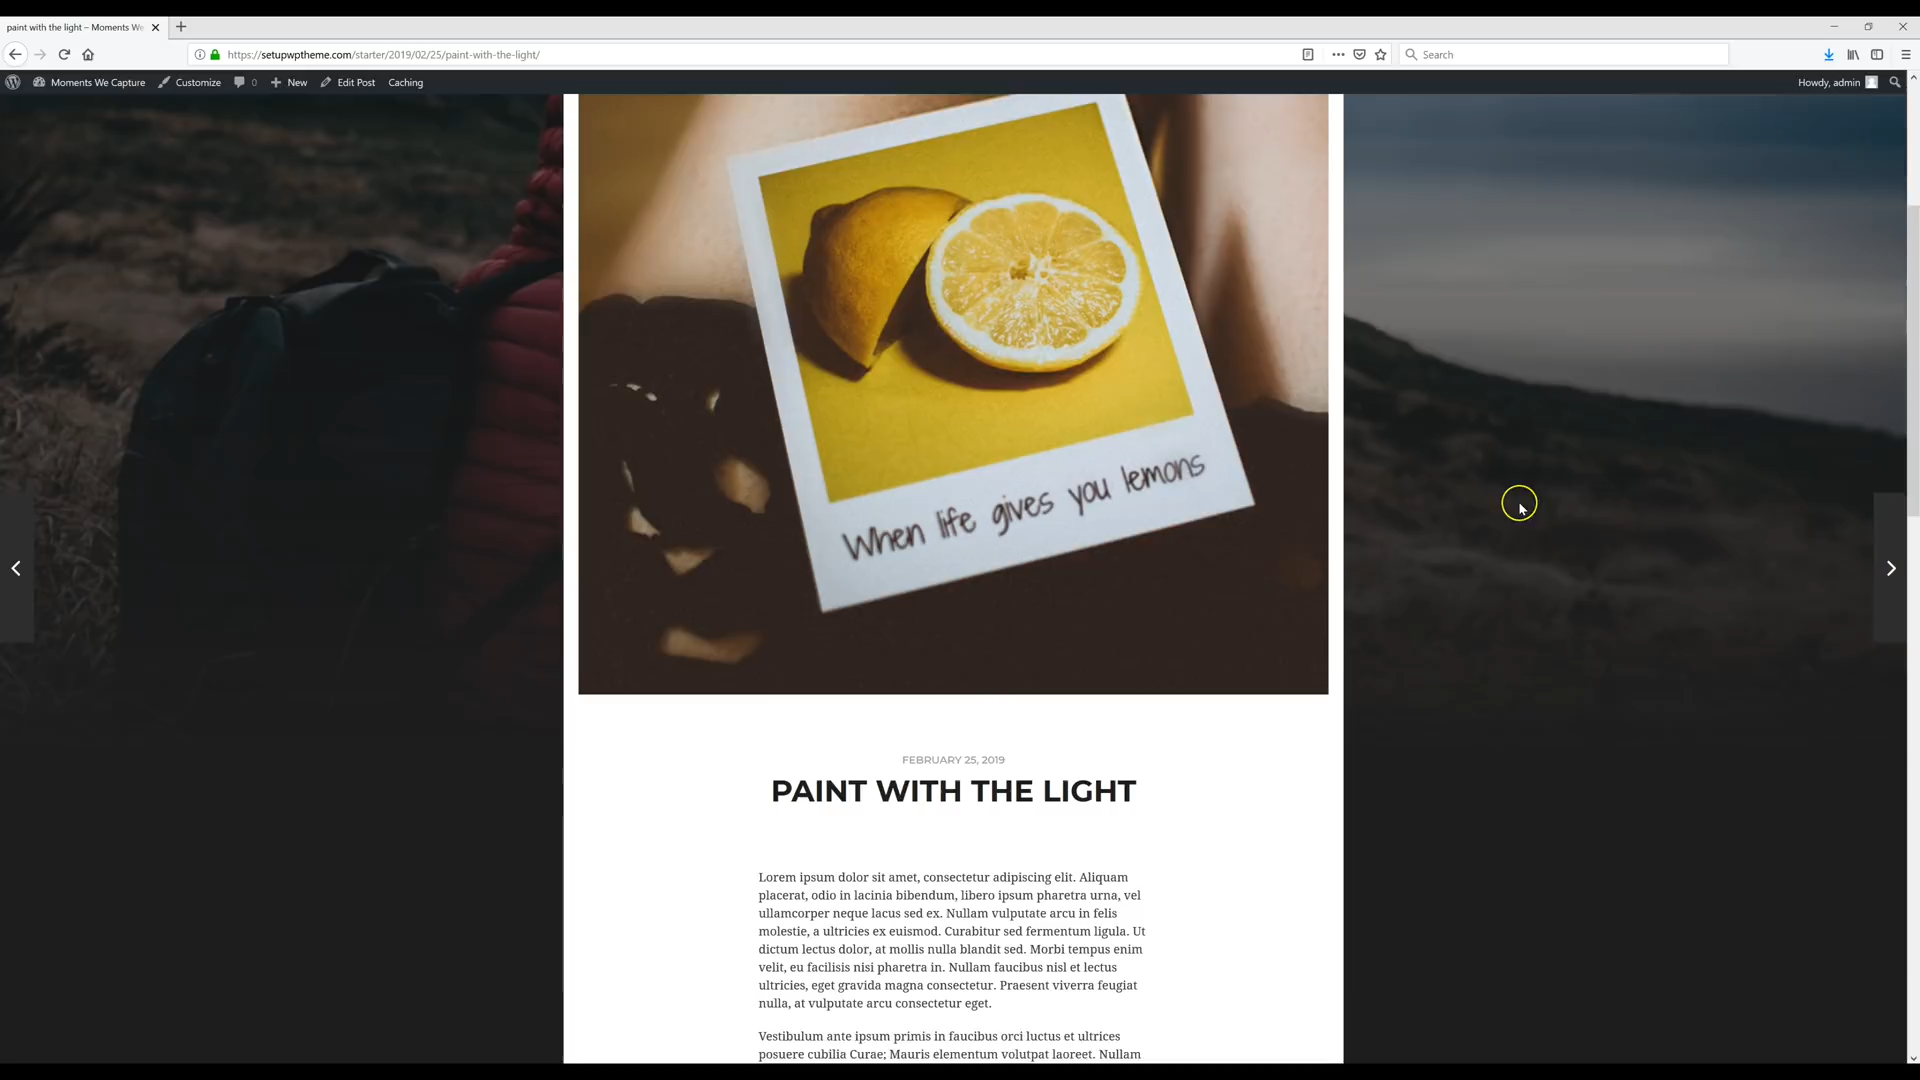 paint with the light – Moments We
https://setupwptheme.com/starter/2019/02/25/paint-with-the-light/
Search
Moments We Capture
Customize
0
New
Edit Post
Caching
Howdy, admin
When life gives you lemons
FEBRUARY 25, 2019
PAINT WITH THE LIGHT
Lorem ipsum dolor sit amet, consectetur adipiscing elit. Aliquam
placerat, odio in lacinia bibendum, libero ipsum pharetra urna, vel
ullamcorper neque lacus sed ex. Nullam vulputate arcu in felis
molestie, a ultricies ex euismod. Curabitur sed fermentum ligula. Ut
dictum lectus dolor, at mollis nulla blandit sed. Morbi tempus enim
velit, eu facilisis nisi pharetra in. Nullam faucibus nisl et lectus
ultricies, eget gravida magna consectetur. Praesent viverra feugiat
nulla, at vulputate arcu consectetur eget.
Vestibulum ante ipsum primis in faucibus orci luctus et ultrices
posuere cubilia Curae; Mauris elementum volutpat laoreet. Nullam